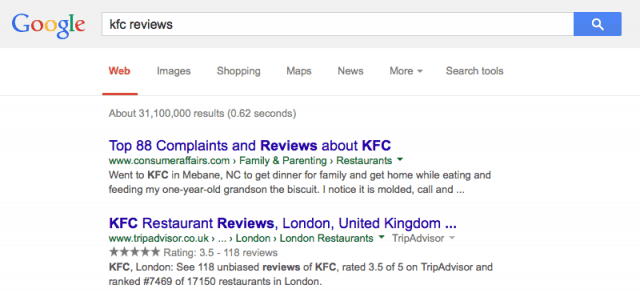 Google kfc reviews
Web Images Shopping Maps News More Search tools
About 31,100,000 results (0.62 seconds)
Top 88 Complaints and Reviews about KFC
www.consumeraffairs.com › Family & Parenting › Restaurants
Went to KFC in Mebane, NC to get dinner for family and get home while eating and
feeding my one-year-old grandson the biscuit. I notice it is molded, call and ...
KFC Restaurant Reviews, London, United Kingdom ...
www.tripadvisor.co.uk › ... › London › London Restaurants TripAdvisor
Rating: 3.5 - 118 reviews
KFC, London: See 118 unbiased reviews of KFC, rated 3.5 of 5 on TripAdvisor and
ranked #7469 of 17150 restaurants in London.